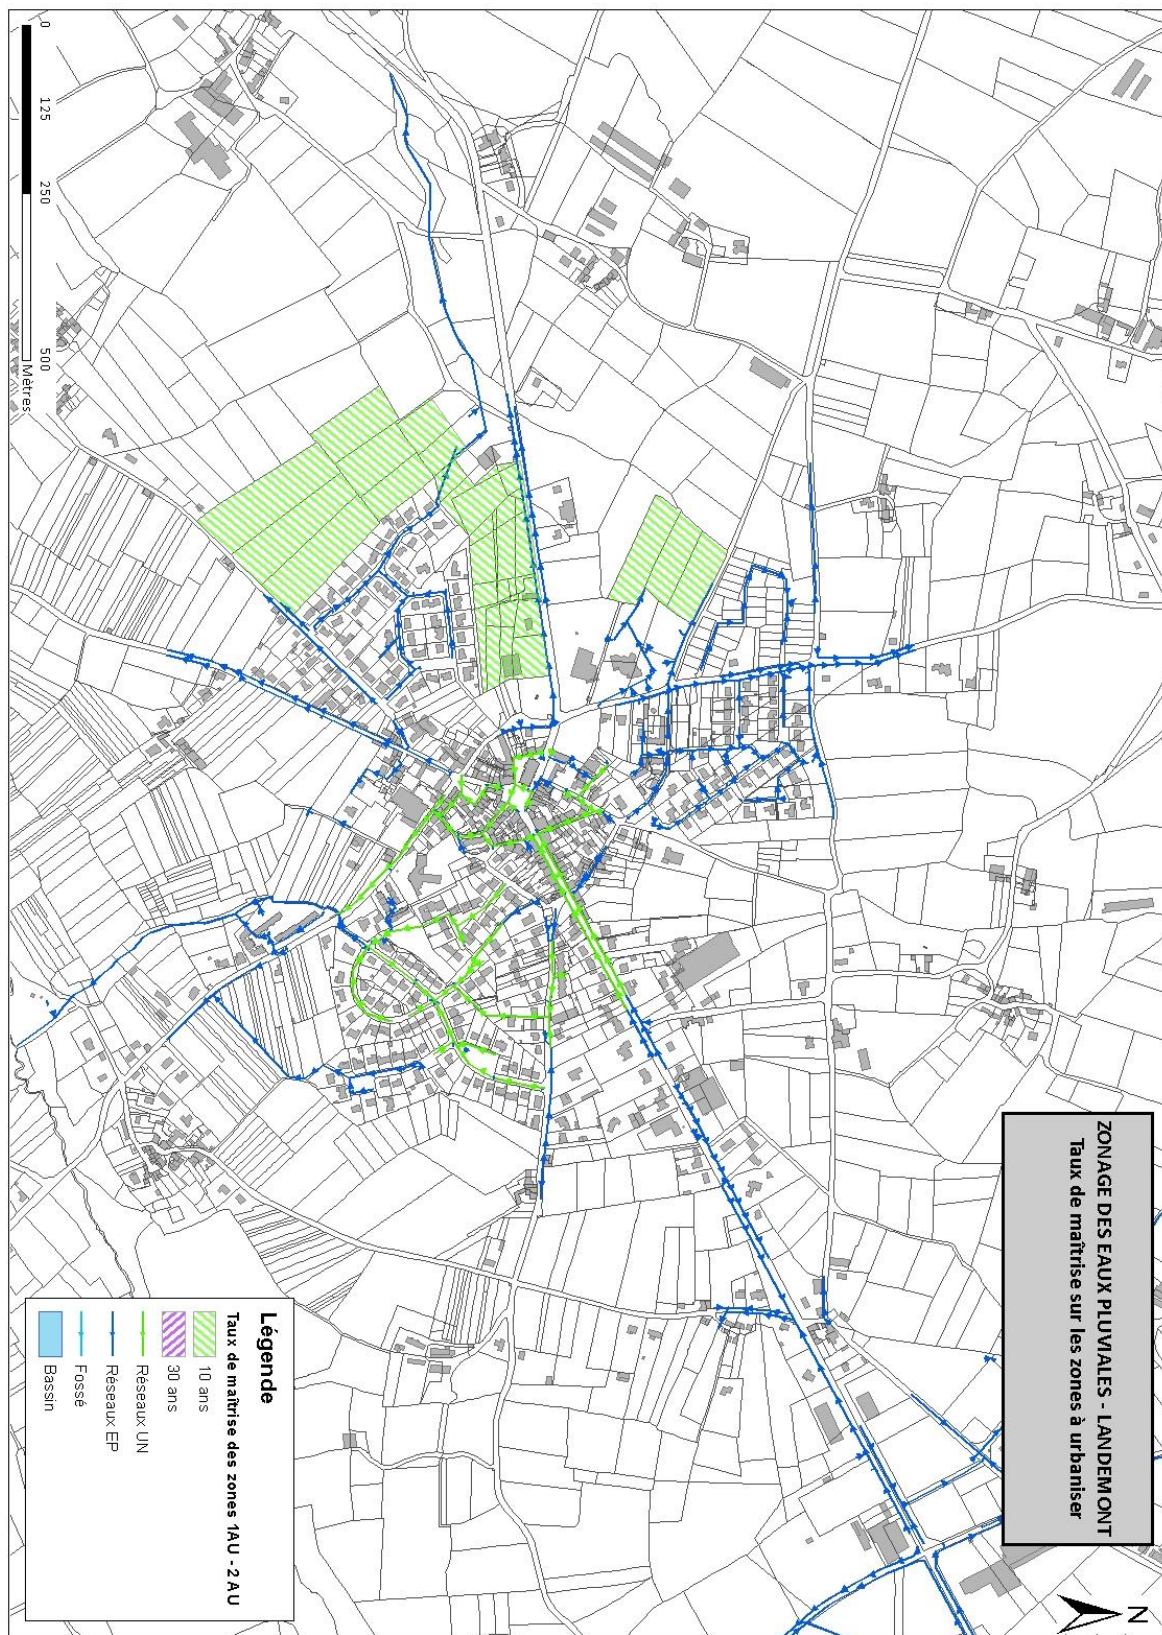 ZONAGE DES EAUX PLUVIALES - LANDEMONT
Taux de maîtrise sur les zones à urbaniser
N
Légende
Taux de maîtrise des zones 1AU - 2AU
10 ans
30 ans
Réseaux UN
Réseaux EP
Fossé
Bassin
0 125 250 500
Mètres